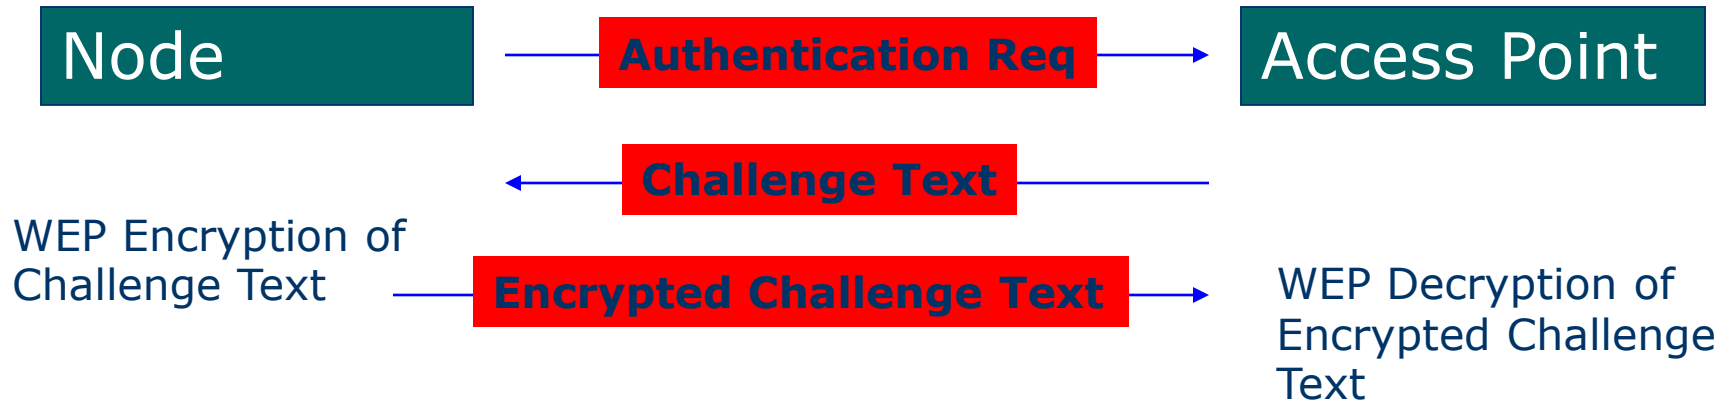 Node
Authentication Req
Access Point
Challenge Text
WEP Encryption of
Challenge Text
Encrypted Challenge Text
WEP Decryption of
Encrypted Challenge
Text